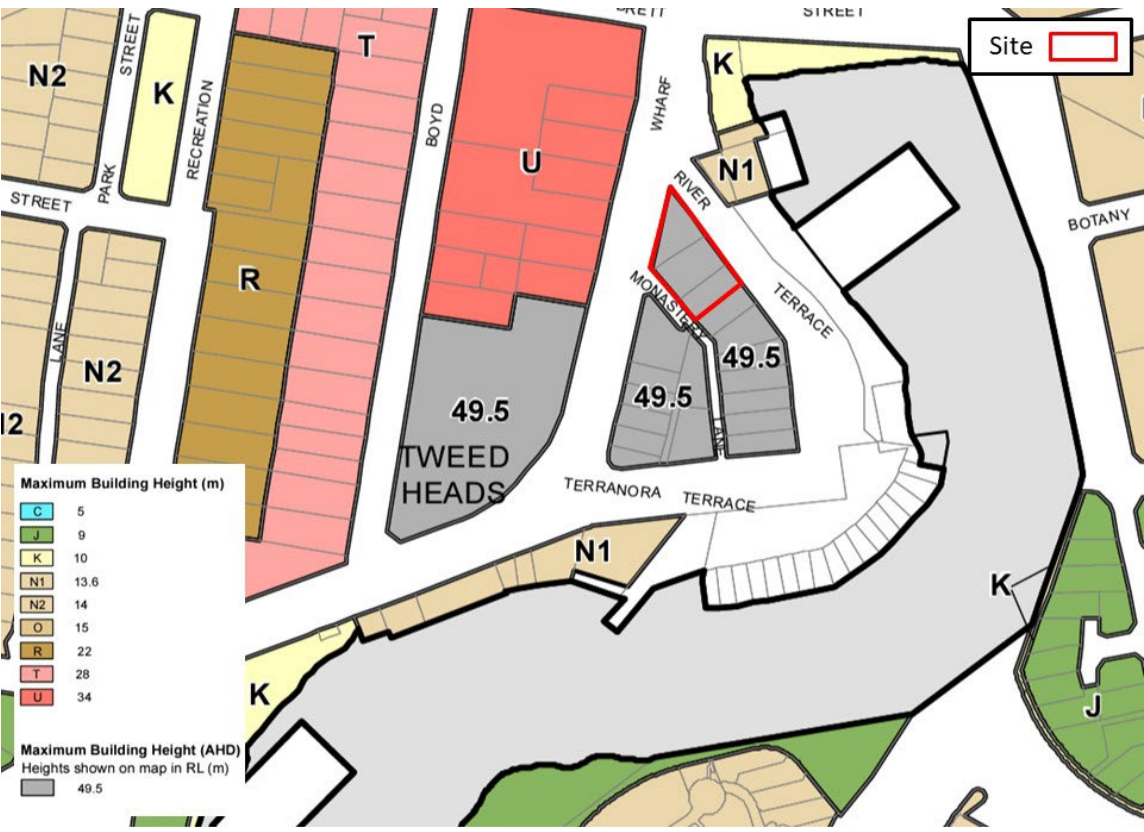 BRETT
STREET
Site
STREET
RECREATION
PARK
STREET
LANE
BOYD
WHARF
RIVER
TERRACE
MONASTERY
LANE
BOTANY
TERRANORA TERRACE
N2
K
T
U
K
N1
R
N2
49.5
49.5
49.5
TWEED
HEADS
N1
K
K
J
Maximum Building Height (m)
C 5
J 9
K 10
N1 13.6
N2 14
O 15
R 22
T 28
U 34
Maximum Building Height (AHD)
Heights shown on map in RL (m)
49.5